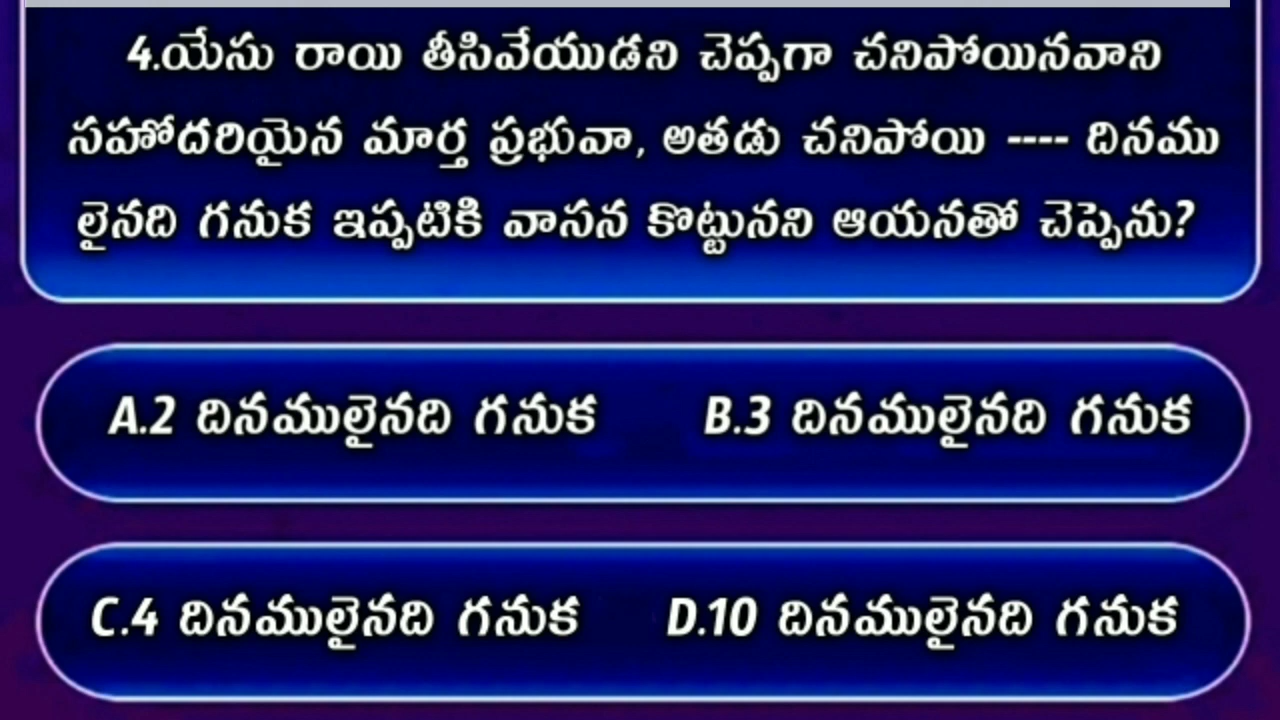 4.యేసు రాయి తీసివేయుడని చెప్పగా చనిపోయినవాని
సహోదరియైన మార్త ప్రభువా, అతడు చనిపోయి ---- దినము
లైనది గనుక ఇప్పటికి వాసన కొట్టునని ఆయనతో చెప్పెను?
A.2 దినములైనది గనుక B.3 దినములైనది గనుక
C.4 దినములైనది గనుక D.10 దినములైనది గనుక